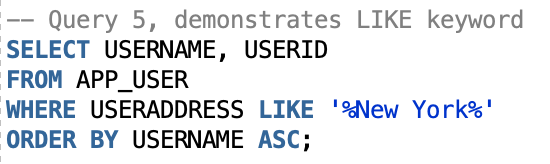 -- Query 5, demonstrates LIKE keyword
SELECT USERNAME, USERID
FROM APP_USER
WHERE USERADDRESS LIKE '%New York%'
ORDER BY USERNAME ASC;